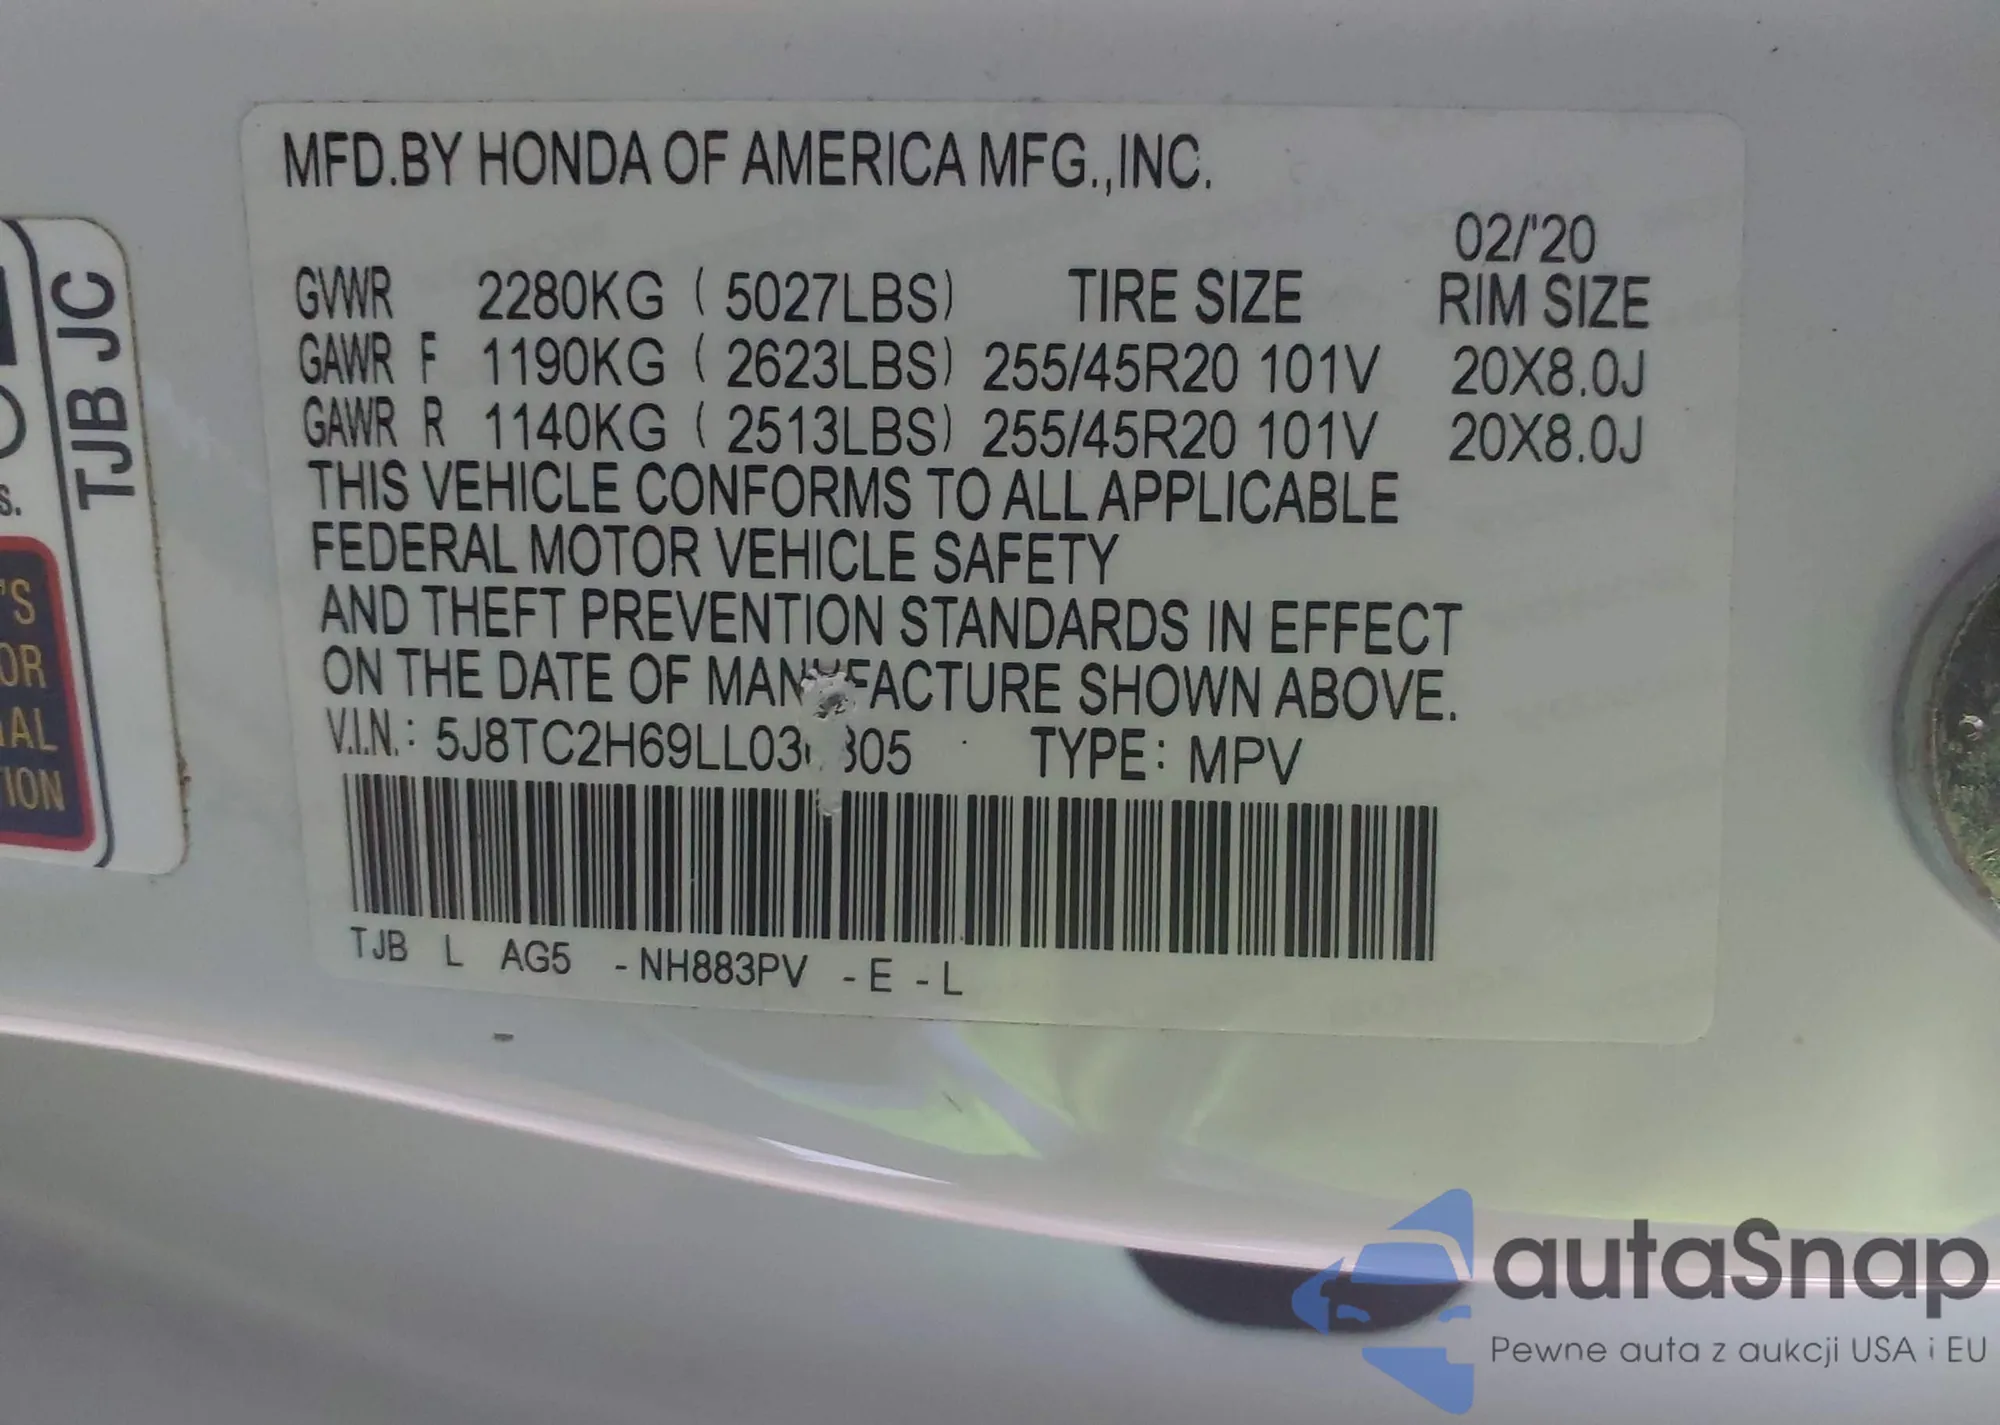 MFD.BY HONDA OF AMERICA MFG.,INC.
02/'20
GVWR 2280KG ( 5027LBS) TIRE SIZE RIM SIZE
GAWR F 1190KG ( 2623LBS) 255/45R20 101V 20X8.0J
GAWR R 1140KG ( 2513LBS) 255/45R20 101V 20X8.0J
THIS VEHICLE CONFORMS TO ALL APPLICABLE
FEDERAL MOTOR VEHICLE SAFETY
AND THEFT PREVENTION STANDARDS IN EFFECT
ON THE DATE OF MANUFACTURE SHOWN ABOVE.
V.I.N.: TYPE: MPV
TJB L AG5 -NH883PV -E -L
TJB JC
'S
OR
TION
autaSnap
Pewne auta z aukcji USA i EU